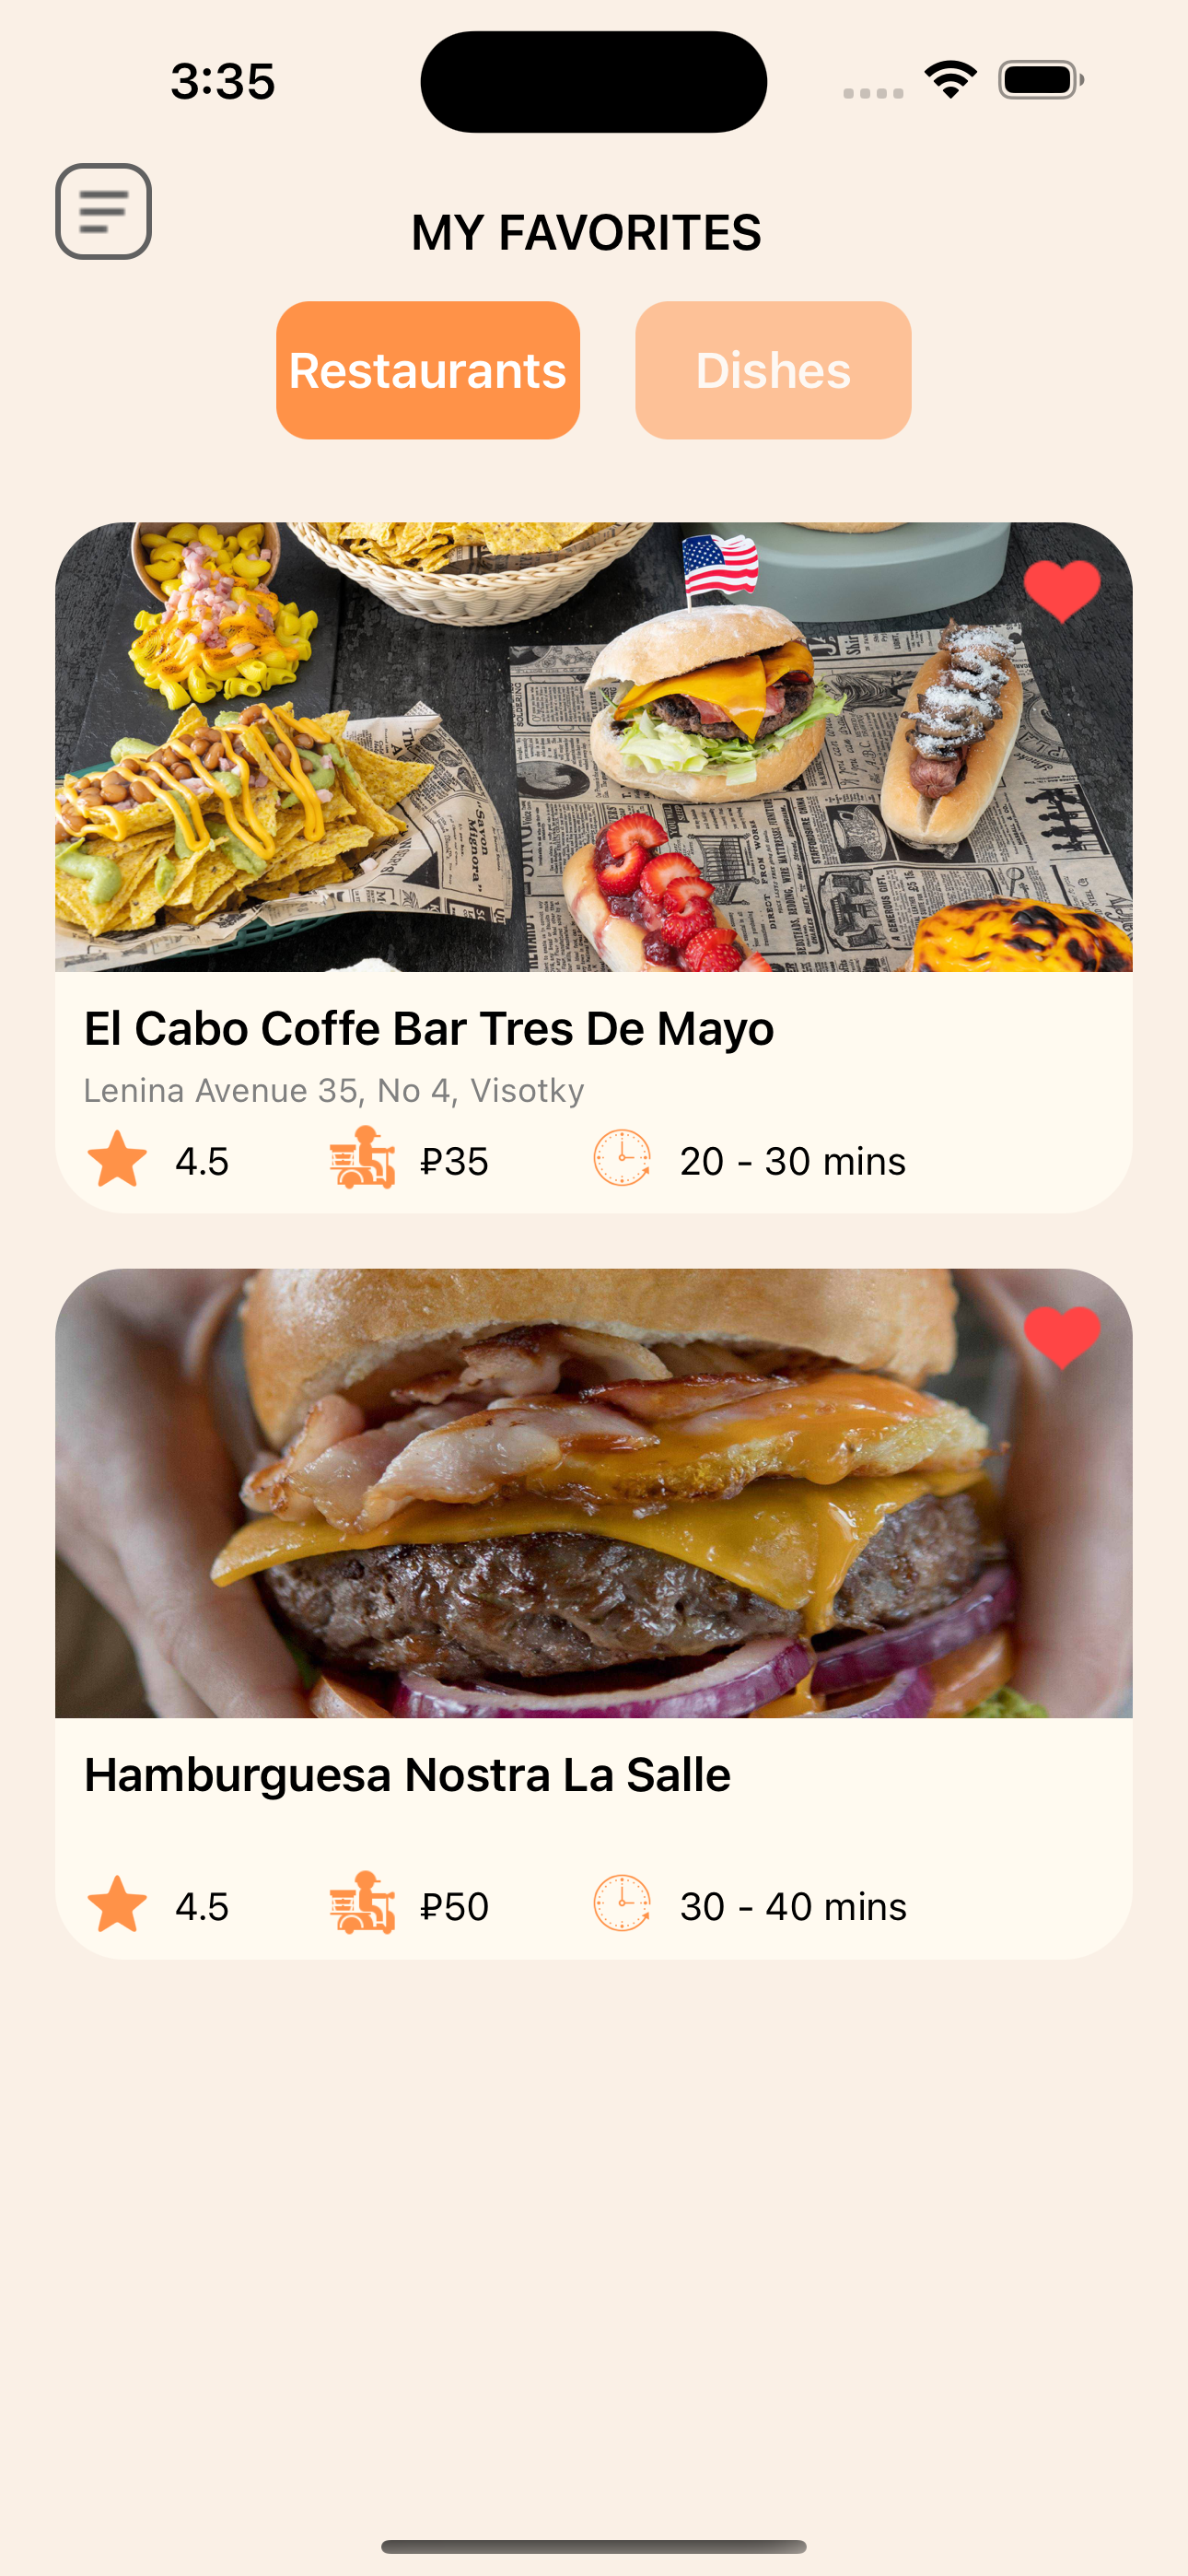 3:35
MY FAVORITES
Restaurants
Dishes
El Cabo Coffe Bar Tres De Mayo
Lenina Avenue 35, No 4, Visotky
4.5
₽35
20 - 30 mins
Hamburguesa Nostra La Salle
4.5
₽50
30 - 40 mins